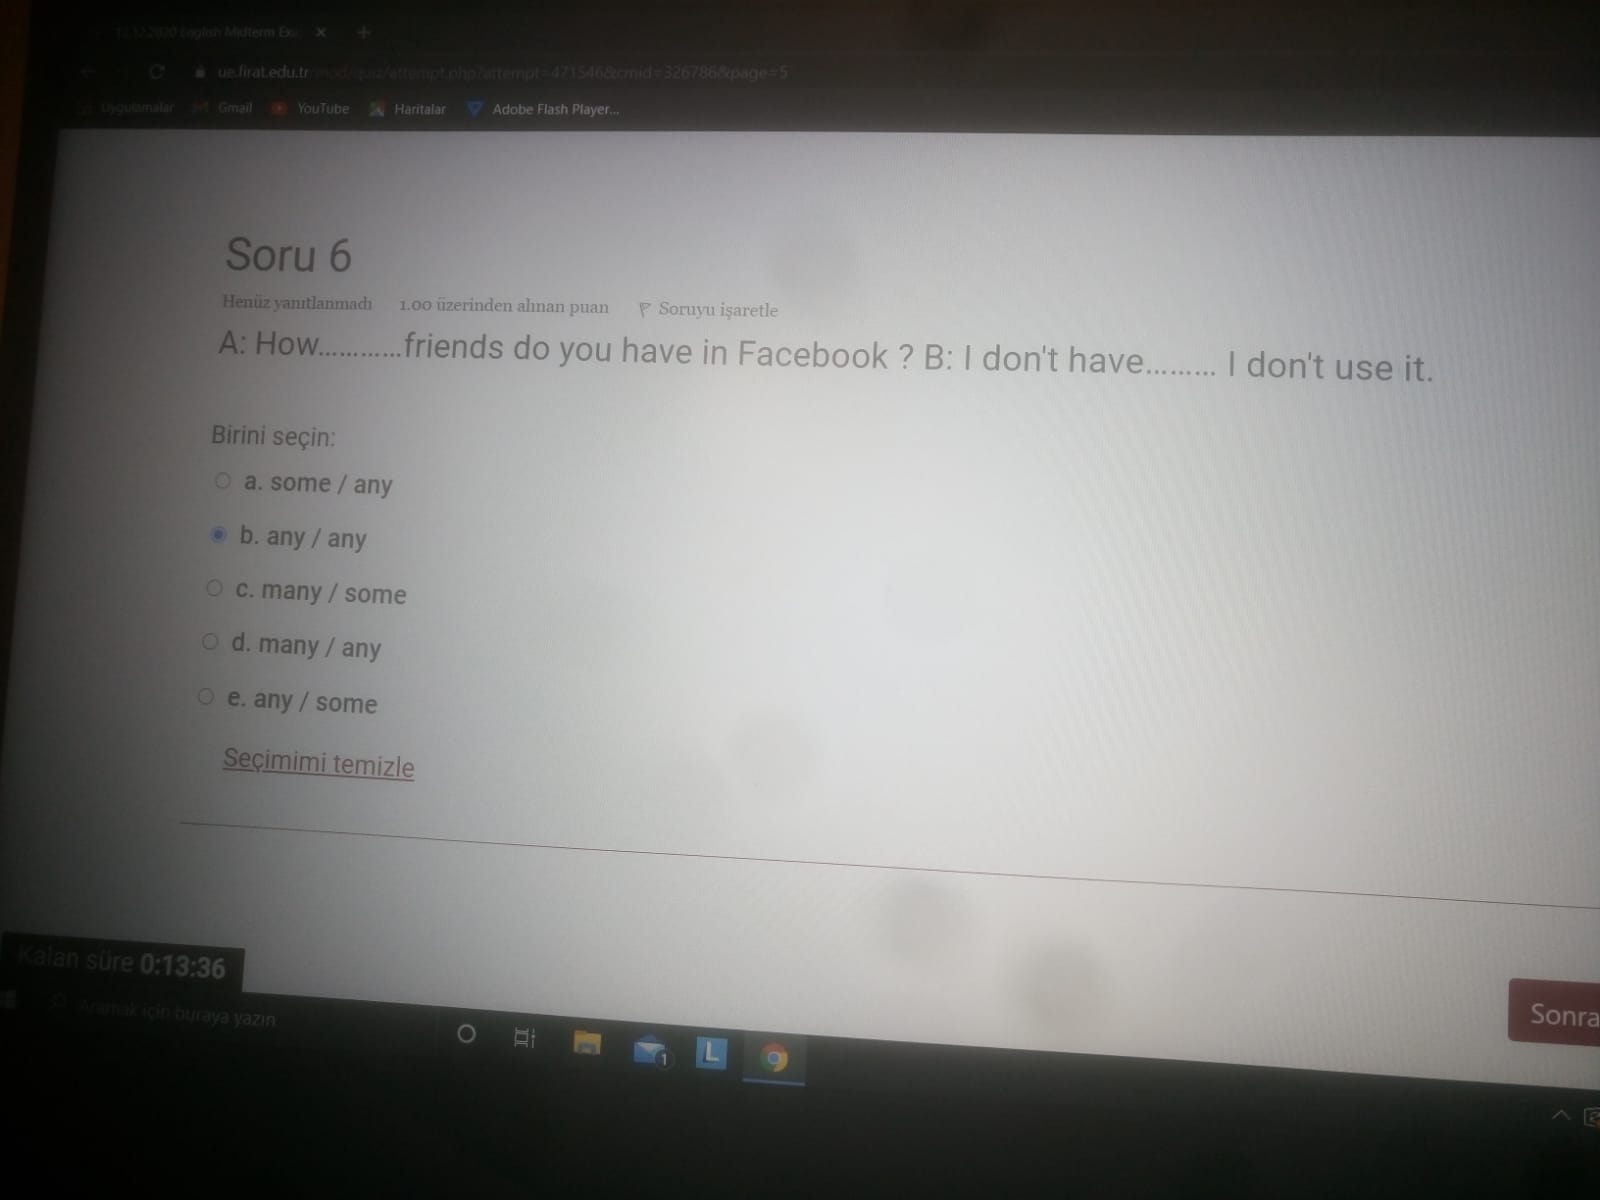 12.12.2020 English Midterm Exa
ue.firat.edu.tr/mod/quiz/attempt.php?attempt=471546&cmid=326786&page=5
Uygulamalar Gmail YouTube Haritalar Adobe Flash Player...
Soru 6
Henüz yanıtlanmadı 1.00 üzerinden alınan puan Soruyu işaretle
A: How............friends do you have in Facebook ? B: I don't have......... I don't use it.
Birini seçin:
a. some / any
b. any / any
c. many / some
d. many / any
e. any / some
Seçimimi temizle
Kalan süre 0:13:36
Sonra
Aramak için buraya yazın
1
L